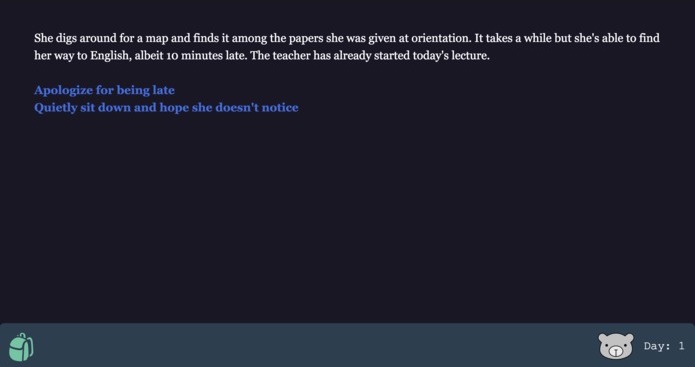 She digs around for a map and finds it among the papers she was given at orientation. It takes a while but she's able to find
her way to English, albeit 10 minutes late. The teacher has already started today's lecture.
Apologize for being late
Quietly sit down and hope she doesn't notice
Day: 1